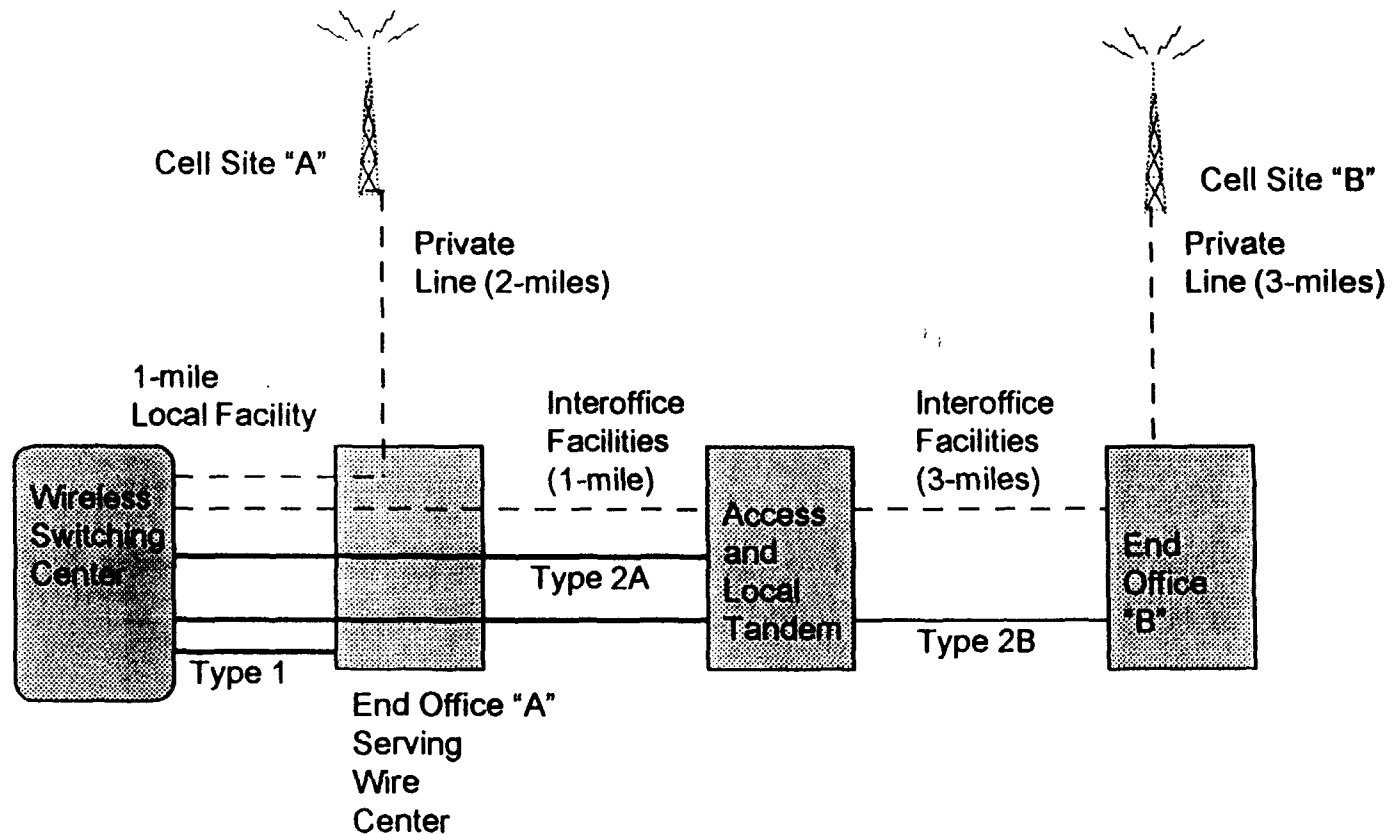 Cell Site "A"
Cell Site "B"
Private
Line (2-miles)
Private
Line (3-miles)
1-mile
Local Facility
Interoffice
Facilities
(1-mile)
Interoffice
Facilities
(3-miles)
Wireless
Switching
Center
Access
and
Local
Tandem
End
Office
"B"
Type 2A
Type 2B
Type 1
End Office "A"
Serving
Wire
Center